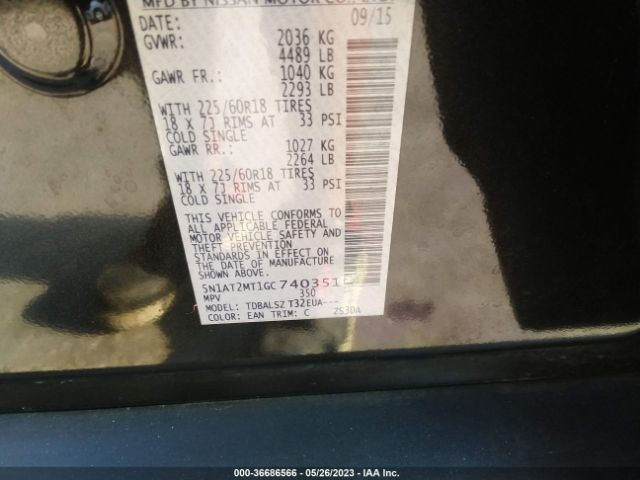 MFD BY NISSAN MOTOR CO.
DATE: 09/15
GVWR: 2036 KG
4489 LB
GAWR FR.: 1040 KG
2293 LB
WITH 225/60R18 TIRES
18 X 7J RIMS AT 33 PSI
COLD SINGLE
GAWR RR.: 1027 KG
2264 LB
WITH 225/60R18 TIRES
18 X 7J RIMS AT 33 PSI
COLD SINGLE
THIS VEHICLE CONFORMS TO
ALL APPLICABLE FEDERAL
MOTOR VEHICLE SAFETY AND
THEFT PREVENTION
STANDARDS IN EFFECT ON
THE DATE OF MANUFACTURE
SHOWN ABOVE.
5N1AT2MT1GC740351
MPV 350
MODEL: TDBALSZ T32EUA---
COLOR: EAN TRIM: C 2S3DA
000-36686566 - 05/26/2023 - IAA Inc.